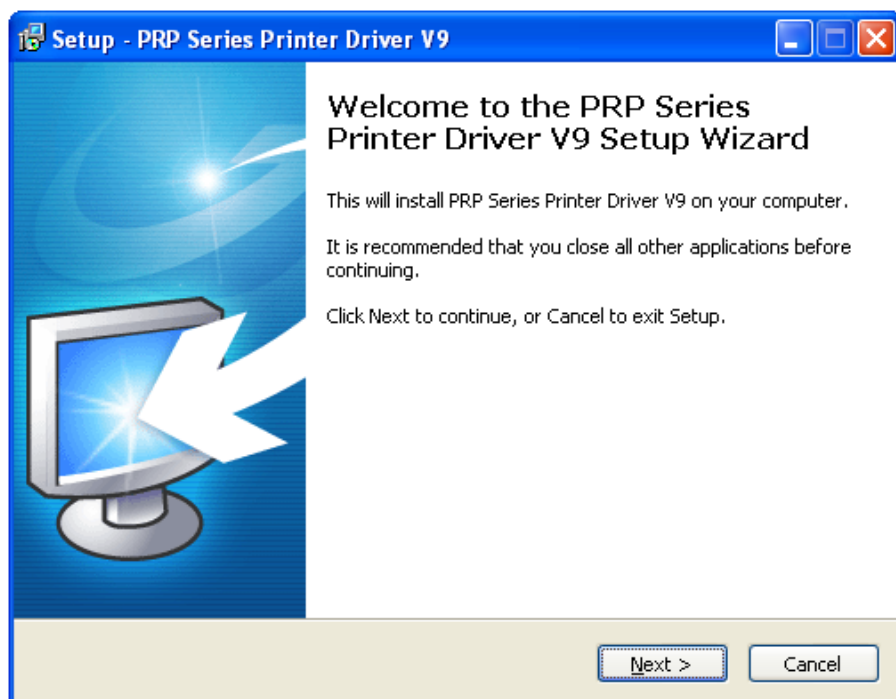 Setup - PRP Series Printer Driver V9
Welcome to the PRP Series
Printer Driver V9 Setup Wizard
This will install PRP Series Printer Driver V9 on your computer.
It is recommended that you close all other applications before
continuing.
Click Next to continue, or Cancel to exit Setup.
Next >
Cancel